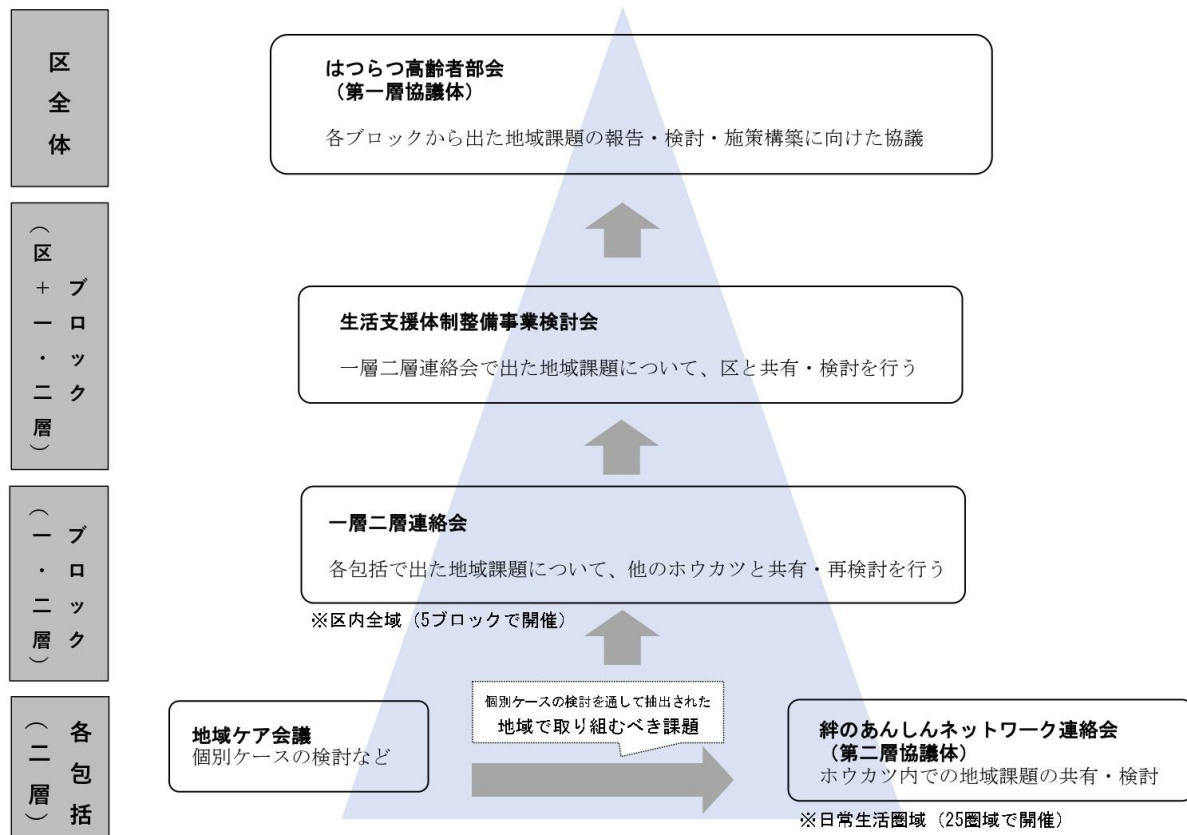 区全体
はつらつ高齢者部会
（第一層協議体）
各ブロックから出た地域課題の報告・検討・施策構築に向けた協議
ブロック
（区＋一・二層）
生活支援体制整備事業検討会
一層二層連絡会で出た地域課題について、区と共有・検討を行う
ブロック
（一・二層）
一層二層連絡会
各包括で出た地域課題について、他のホウカツと共有・再検討を行う
※区内全域（5ブロックで開催）
各包括
（二層）
地域ケア会議
個別ケースの検討など
個別ケースの検討を通して抽出された
地域で取り組むべき課題
絆のあんしんネットワーク連絡会
（第二層協議体）
ホウカツ内での地域課題の共有・検討
※日常生活圏域（25圏域で開催）